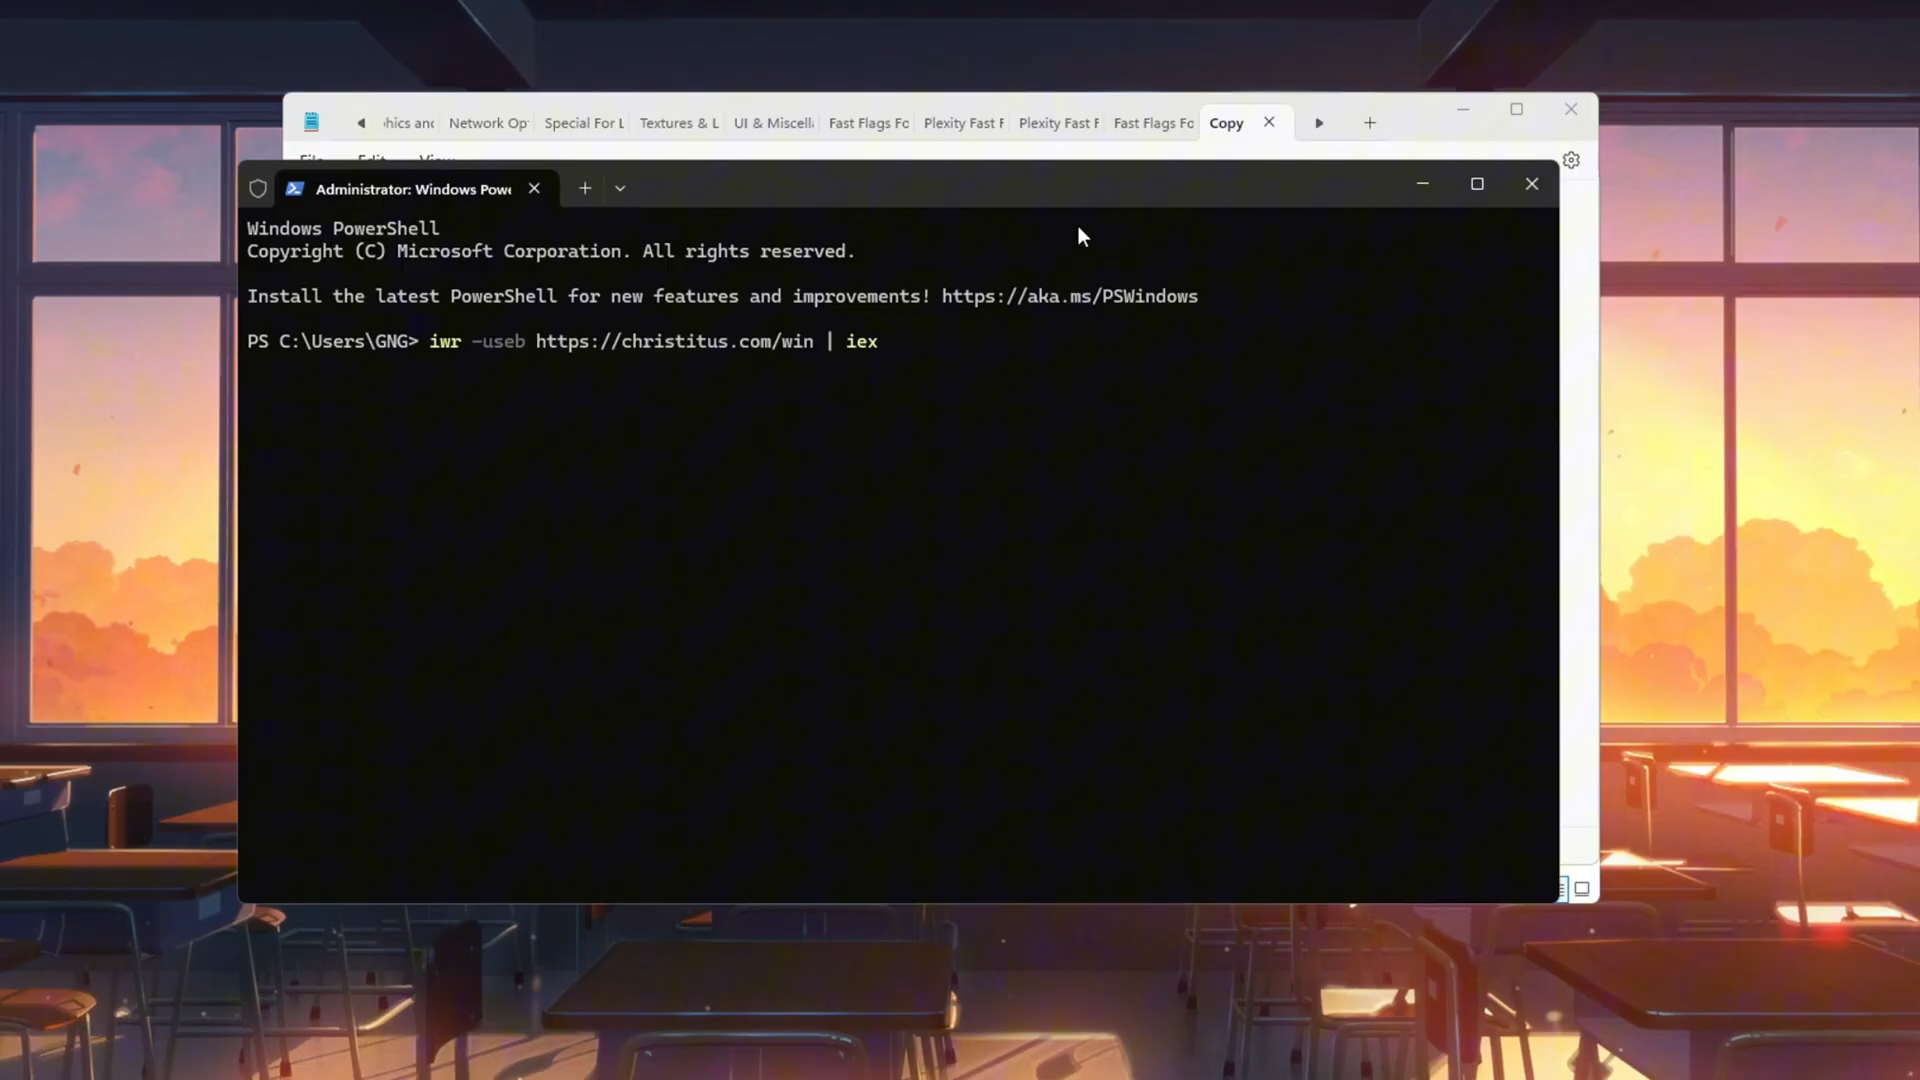 hics and Network Op Special For L Textures & L UI & Miscell Fast Flags Fo Plexity Fast F Plexity Fast F Fast Flags Fo Copy
File Edit View
Administrator: Windows Powe
Windows PowerShell
Copyright (C) Microsoft Corporation. All rights reserved.
Install the latest PowerShell for new features and improvements! https://aka.ms/PSWindows
PS C:\Users\GNG> iwr -useb https://christitus.com/win | iex